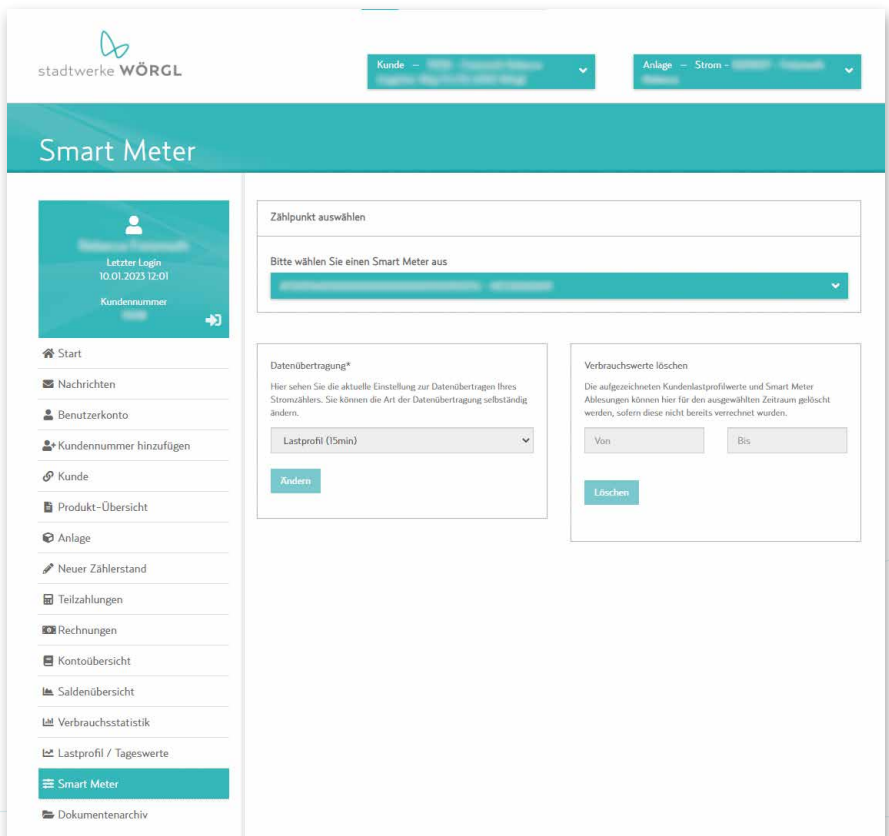 stadtwerke WÖRGL
Kunde –
Anlage – Strom -
Smart Meter
Letzter Login
10.01.2023 12:01
Kundennummer
Start
Nachrichten
Benutzerkonto
Kundennummer hinzufügen
Kunde
Produkt-Übersicht
Anlage
Neuer Zählerstand
Teilzahlungen
Rechnungen
Kontoübersicht
Saldenübersicht
Verbrauchsstatistik
Lastprofil / Tageswerte
Smart Meter
Dokumentenarchiv
Zählpunkt auswählen
Bitte wählen Sie einen Smart Meter aus
Datenübertragung*
Hier sehen Sie die aktuelle Einstellung zur Datenübertragen Ihres
Stromzählers. Sie können die Art der Datenübertragung selbständig
ändern.
Lastprofil (15min)
Ändern
Verbrauchswerte löschen
Die aufgezeichneten Kundenlastprofilwerte und Smart Meter
Ablesungen können hier für den ausgewählten Zeitraum gelöscht
werden, sofern diese nicht bereits verrechnet wurden.
Von
Bis
Löschen